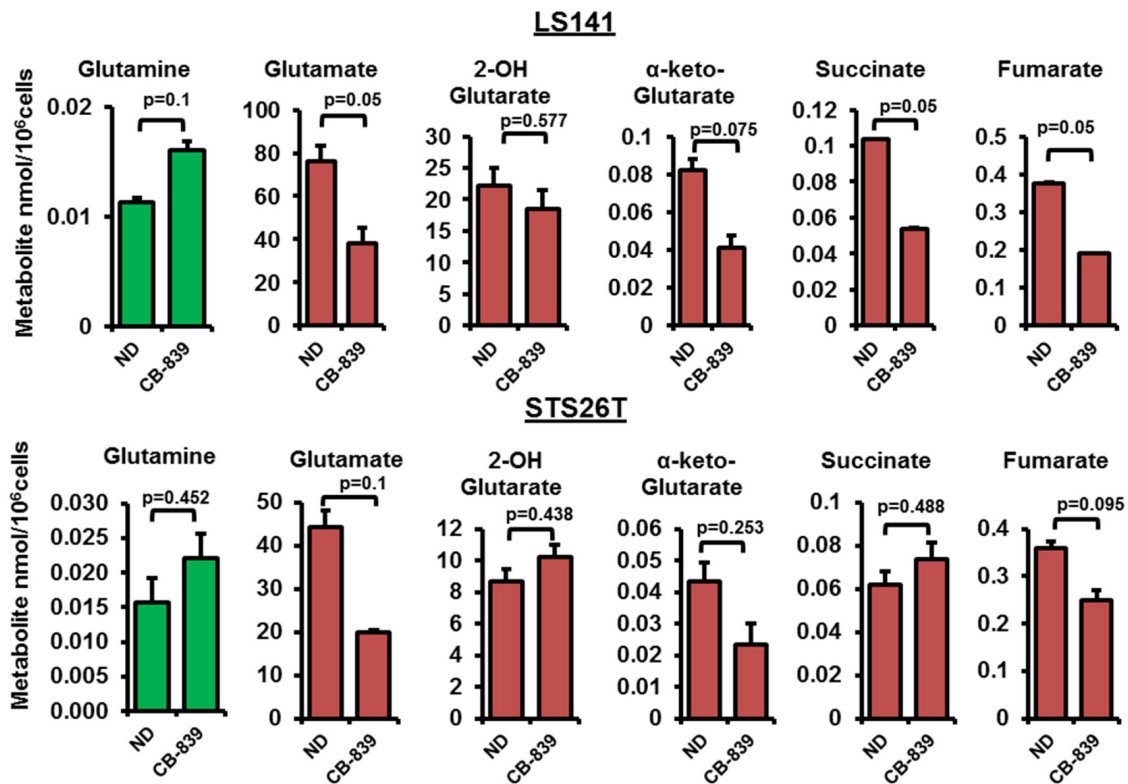 LS141
Glutamine
Glutamate
2-OH
Glutarate
α-keto-
Glutarate
Succinate
Fumarate
Metabolite nmol/10⁶cells
p=0.1
0.02
0.01
0
ND
CB-839
p=0.05
100
80
60
40
20
0
ND
CB-839
p=0.577
30
25
20
15
10
5
0
ND
CB-839
p=0.075
0.1
0.08
0.06
0.04
0.02
0
ND
CB-839
p=0.05
0.12
0.1
0.08
0.06
0.04
0.02
0
ND
CB-839
p=0.05
0.5
0.4
0.3
0.2
0.1
0
ND
CB-839
STS26T
Glutamine
Glutamate
2-OH
Glutarate
α-keto-
Glutarate
Succinate
Fumarate
Metabolite nmol/10⁶cells
p=0.452
0.030
0.025
0.020
0.015
0.010
0.005
0.000
ND
CB-839
p=0.1
50
40
30
20
10
0
ND
CB-839
p=0.438
12
10
8
6
4
2
0
ND
CB-839
p=0.253
0.06
0.05
0.04
0.03
0.02
0.01
0
ND
CB-839
p=0.488
0.1
0.08
0.06
0.04
0.02
0
ND
CB-839
p=0.095
0.4
0.3
0.2
0.1
0
ND
CB-839